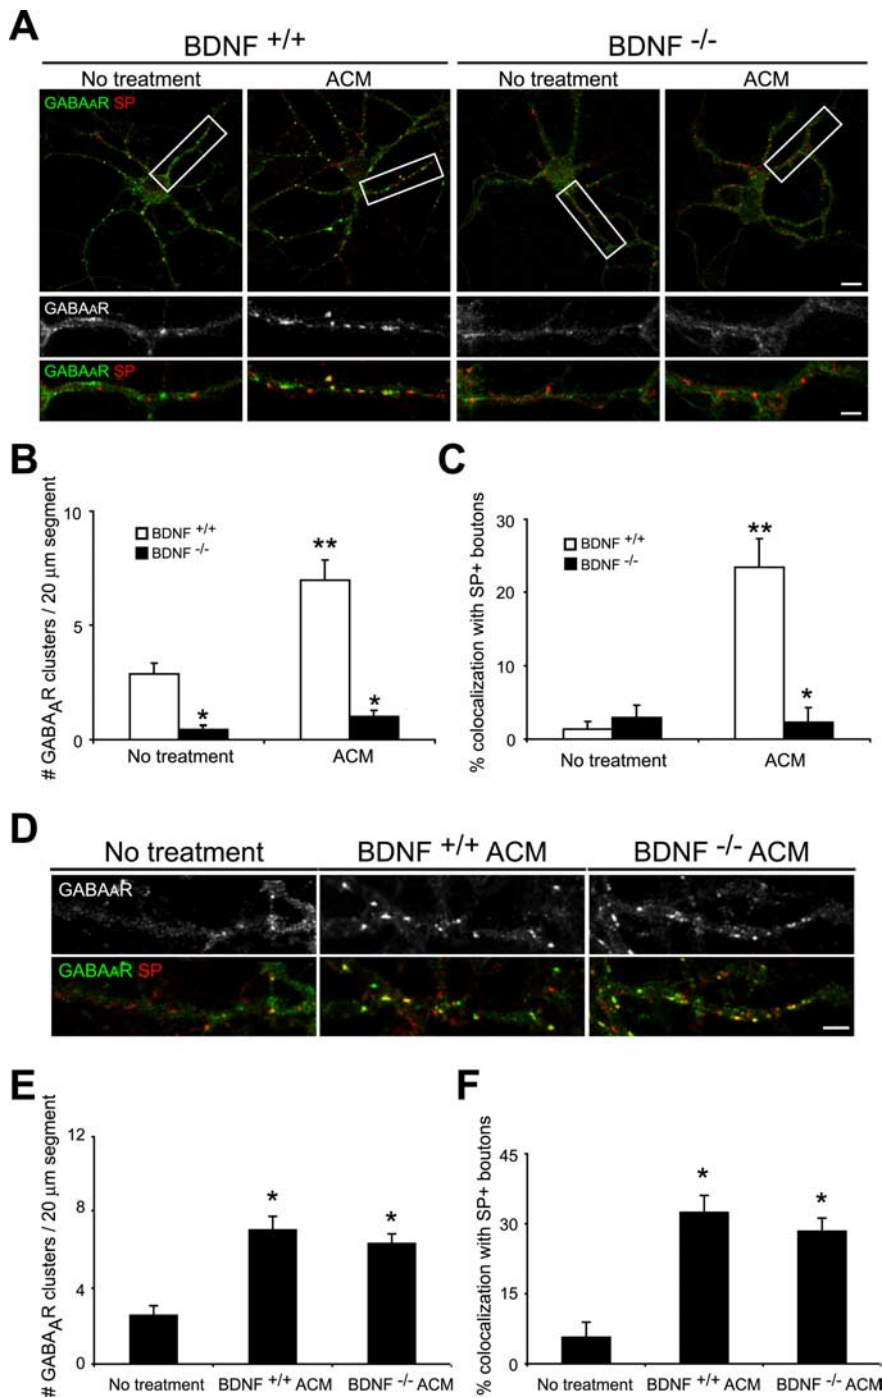 A
BDNF +/+ BDNF -/-
No treatment ACM No treatment ACM
GABAAR SP
GABAAR
GABAAR SP
B
# GABAAR clusters / 20 μm segment
10
5
0
BDNF +/+
BDNF -/-
*
**
*
No treatment ACM
C
% colocalization with SP+ boutons
30
20
10
0
BDNF +/+
BDNF -/-
**
*
No treatment ACM
D
No treatment BDNF +/+ ACM BDNF -/- ACM
GABAAR
GABAAR SP
E
# GABAAR clusters / 20 μm segment
12
8
4
0
*
*
No treatment BDNF +/+ ACM BDNF -/- ACM
F
% colocalization with SP+ boutons
45
30
15
0
*
*
No treatment BDNF +/+ ACM BDNF -/- ACM